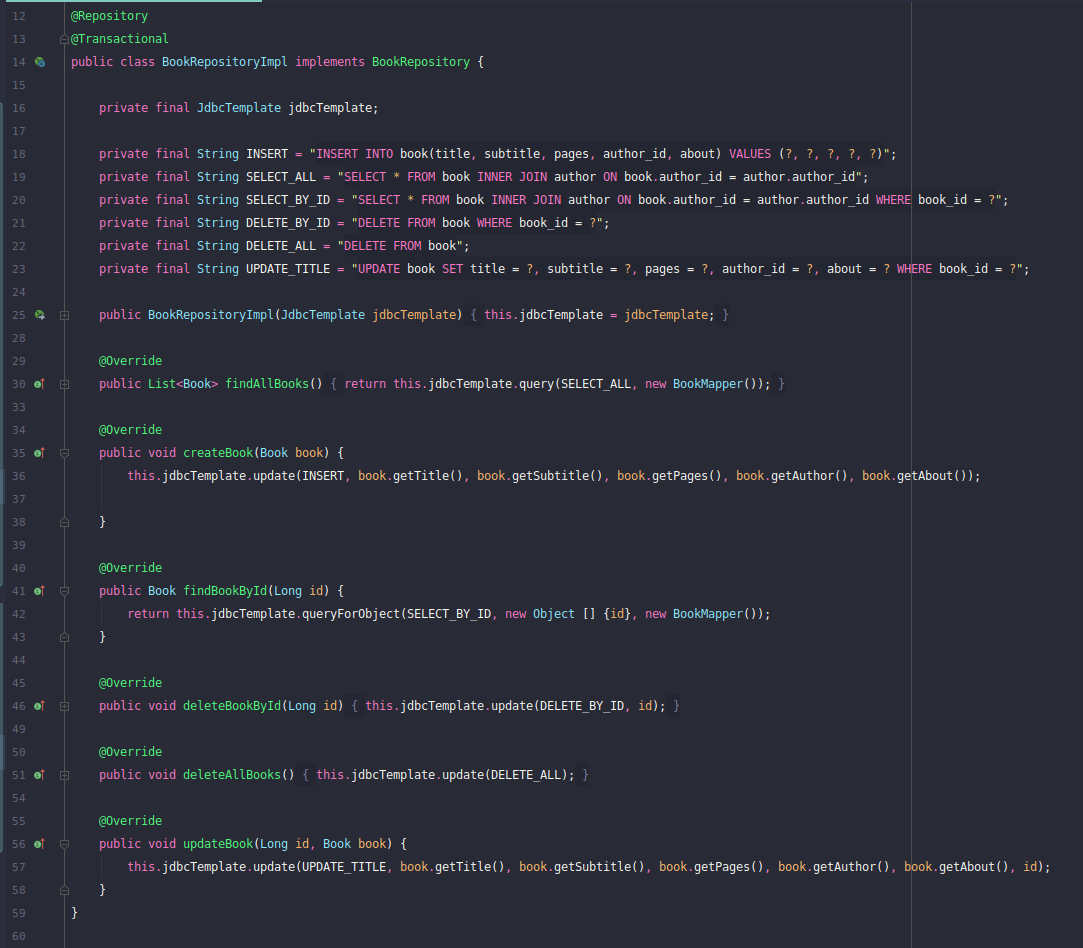 12 @Repository
13 @Transactional
14 public class BookRepositoryImpl implements BookRepository {
15
16 private final JdbcTemplate jdbcTemplate;
17
18 private final String INSERT = "INSERT INTO book(title, subtitle, pages, author_id, about) VALUES (?, ?, ?, ?, ?)";
19 private final String SELECT_ALL = "SELECT * FROM book INNER JOIN author ON book.author_id = author.author_id";
20 private final String SELECT_BY_ID = "SELECT * FROM book INNER JOIN author ON book.author_id = author.author_id WHERE book_id = ?";
21 private final String DELETE_BY_ID = "DELETE FROM book WHERE book_id = ?";
22 private final String DELETE_ALL = "DELETE FROM book";
23 private final String UPDATE_TITLE = "UPDATE book SET title = ?, subtitle = ?, pages = ?, author_id = ?, about = ? WHERE book_id = ?";
24
25 public BookRepositoryImpl(JdbcTemplate jdbcTemplate) { this.jdbcTemplate = jdbcTemplate; }
28
29 @Override
30 public List<Book> findAllBooks() { return this.jdbcTemplate.query(SELECT_ALL, new BookMapper()); }
33
34 @Override
35 public void createBook(Book book) {
36 this.jdbcTemplate.update(INSERT, book.getTitle(), book.getSubtitle(), book.getPages(), book.getAuthor(), book.getAbout());
37
38 }
39
40 @Override
41 public Book findBookById(Long id) {
42 return this.jdbcTemplate.queryForObject(SELECT_BY_ID, new Object [] {id}, new BookMapper());
43 }
44
45 @Override
46 public void deleteBookById(Long id) { this.jdbcTemplate.update(DELETE_BY_ID, id); }
49
50 @Override
51 public void deleteAllBooks() { this.jdbcTemplate.update(DELETE_ALL); }
54
55 @Override
56 public void updateBook(Long id, Book book) {
57 this.jdbcTemplate.update(UPDATE_TITLE, book.getTitle(), book.getSubtitle(), book.getPages(), book.getAuthor(), book.getAbout(), id);
58 }
59 }
60